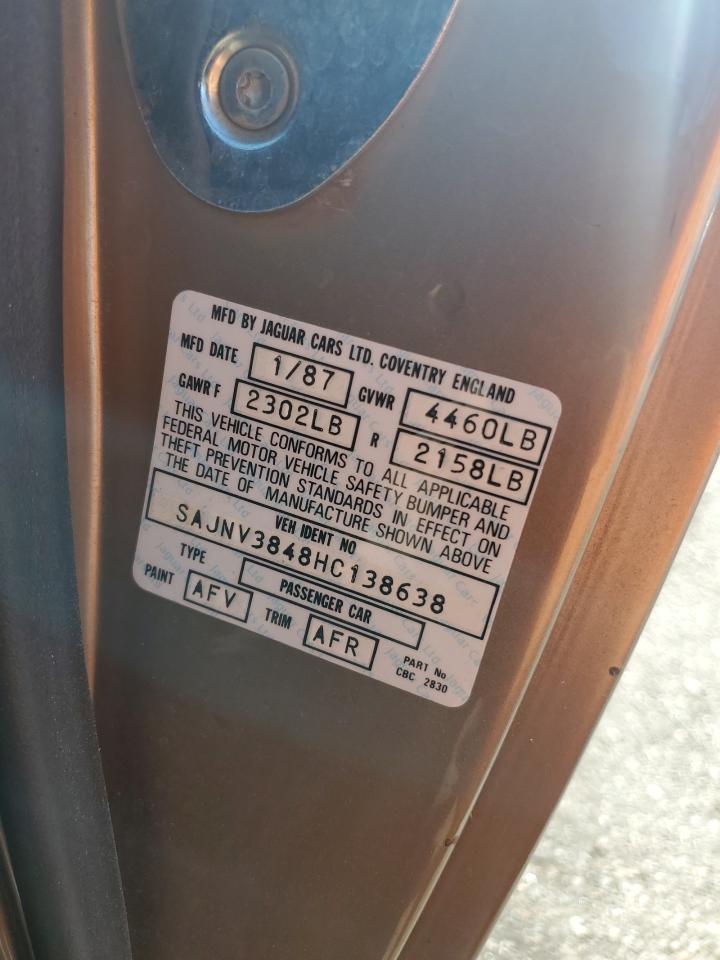 MFD BY JAGUAR CARS LTD. COVENTRY ENGLAND
MFD DATE 1/87 GVWR 4460LB
GAWR F 2302LB R 2158LB
THIS VEHICLE CONFORMS TO ALL APPLICABLE
FEDERAL MOTOR VEHICLE SAFETY BUMPER AND
THEFT PREVENTION STANDARDS IN EFFECT ON
THE DATE OF MANUFACTURE SHOWN ABOVE
VEH IDENT NO
SAJNV3848HC138638
TYPE PASSENGER CAR
PAINT AFV TRIM AFR PART No
CBC 2830